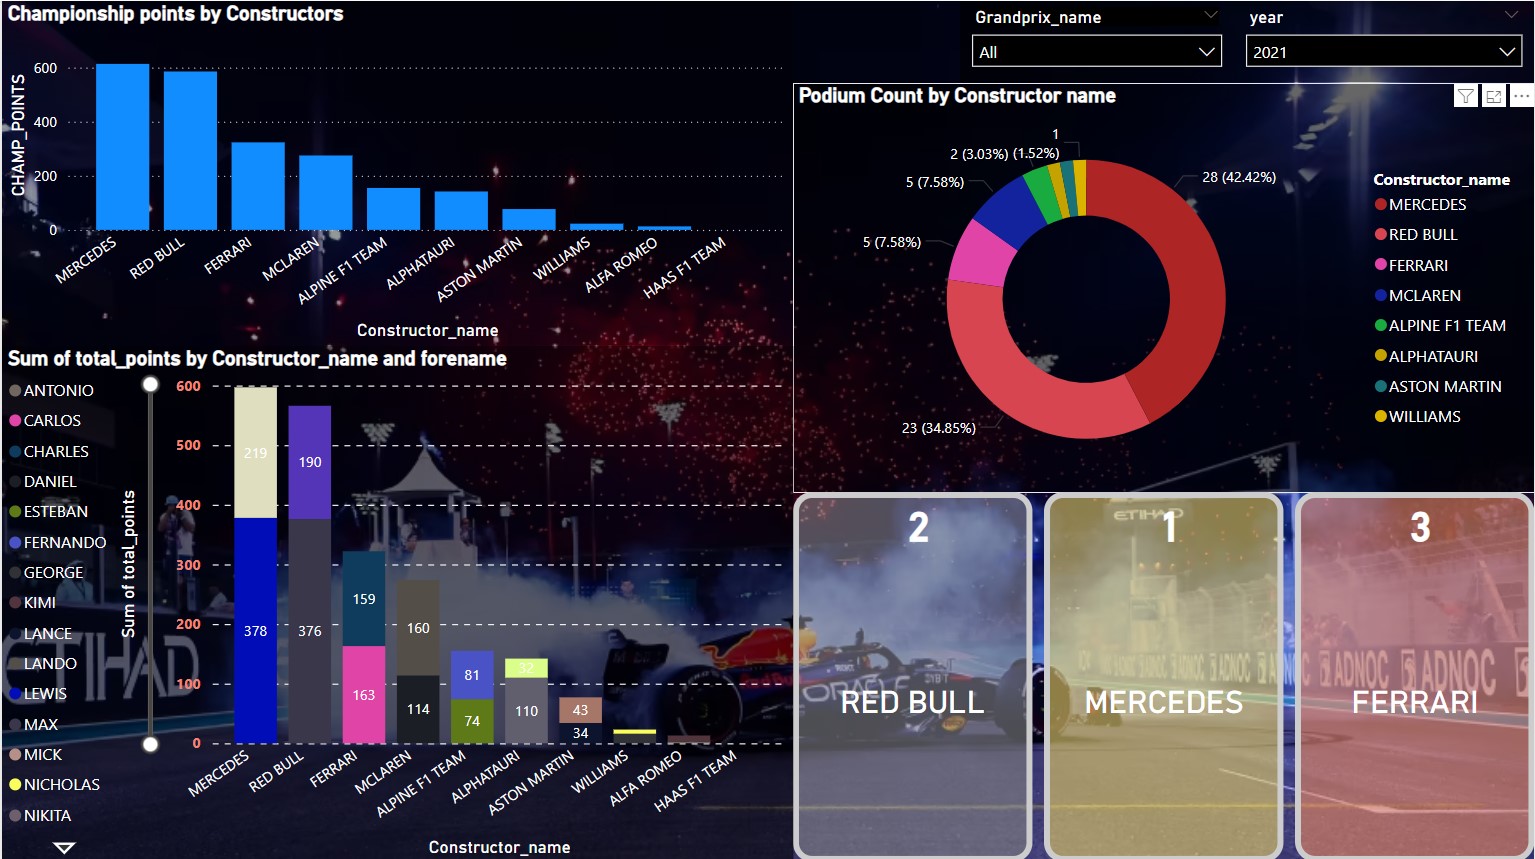 Championship points by Constructors
CHAMP_POINTS
600
400
200
0
MERCEDES
RED BULL
FERRARI
MCLAREN
ALPINE F1 TEAM
ALPHATAURI
ASTON MARTIN
WILLIAMS
ALFA ROMEO
HAAS F1 TEAM
Constructor_name
Grandprix_name
All
year
2021
Podium Count by Constructor name
1
2 (3.03%) (1.52%)
5 (7.58%)
5 (7.58%)
28 (42.42%)
23 (34.85%)
Constructor_name
MERCEDES
RED BULL
FERRARI
MCLAREN
ALPINE F1 TEAM
ALPHATAURI
ASTON MARTIN
WILLIAMS
Sum of total_points by Constructor_name and forename
ANTONIO
CARLOS
CHARLES
DANIEL
ESTEBAN
FERNANDO
GEORGE
KIMI
LANCE
LANDO
LEWIS
MAX
MICK
NICHOLAS
NIKITA
Sum of total_points
600
500
400
300
200
100
0
219
378
190
376
159
163
160
114
81
74
32
110
43
34
MERCEDES
RED BULL
FERRARI
MCLAREN
ALPINE F1 TEAM
ALPHATAURI
ASTON MARTIN
WILLIAMS
ALFA ROMEO
HAAS F1 TEAM
Constructor_name
2
RED BULL
1
MERCEDES
3
FERRARI
ETIHAD
ETIHAD
ORACLE
ADNOC
ADNOC